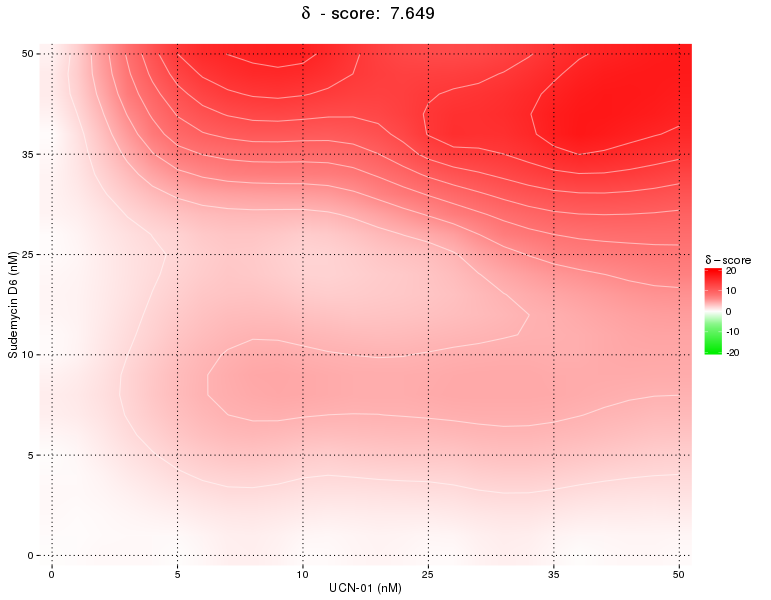 δ - score: 7.649
50
35
25
10
5
0
Sudemycin D6 (nM)
0 5 10 25 35 50
UCN-01 (nM)
δ – score
20
10
0
-10
-20